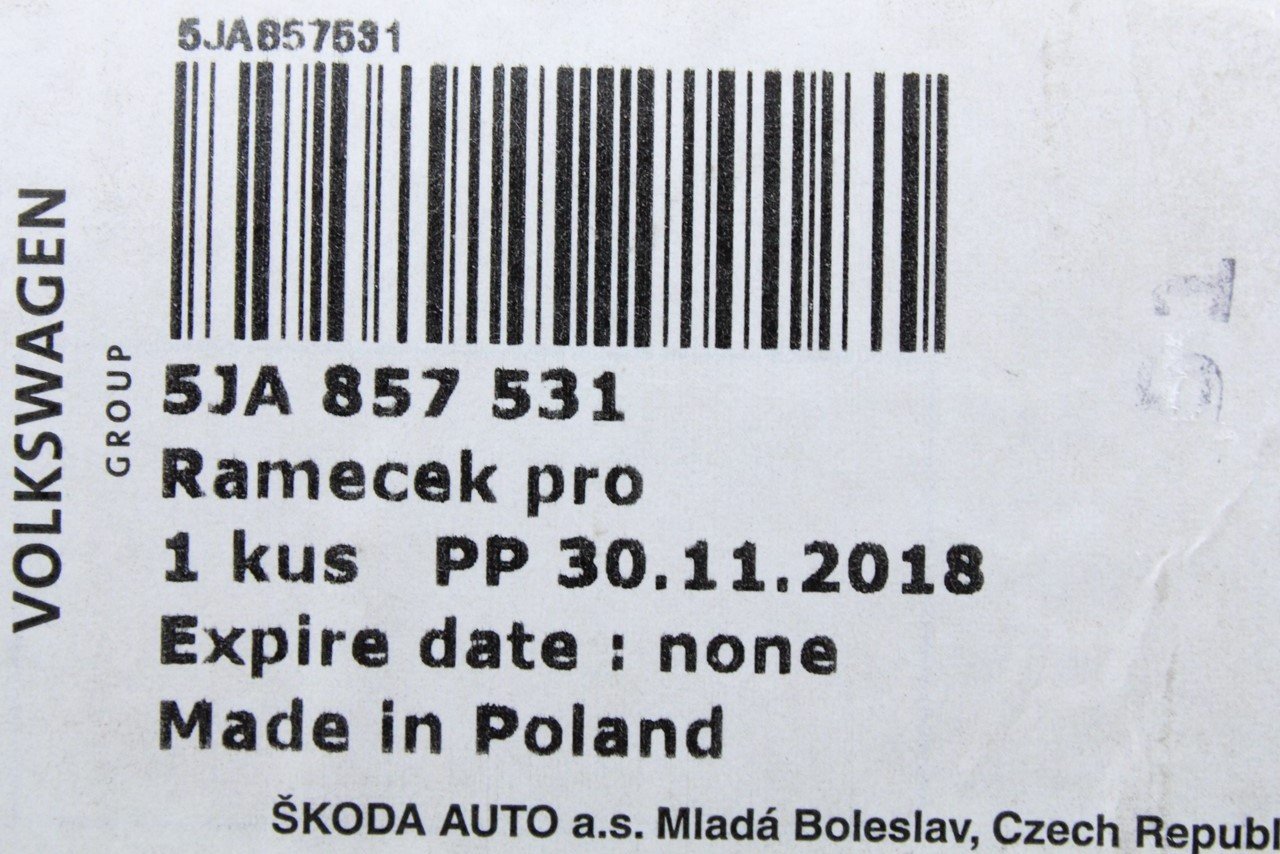 5JA857531
VOLKSWAGEN
GROUP
5JA 857 531
Ramecek pro
1 kus PP 30.11.2018
Expire date : none
Made in Poland
ŠKODA AUTO a.s. Mladá Boleslav, Czech Republ